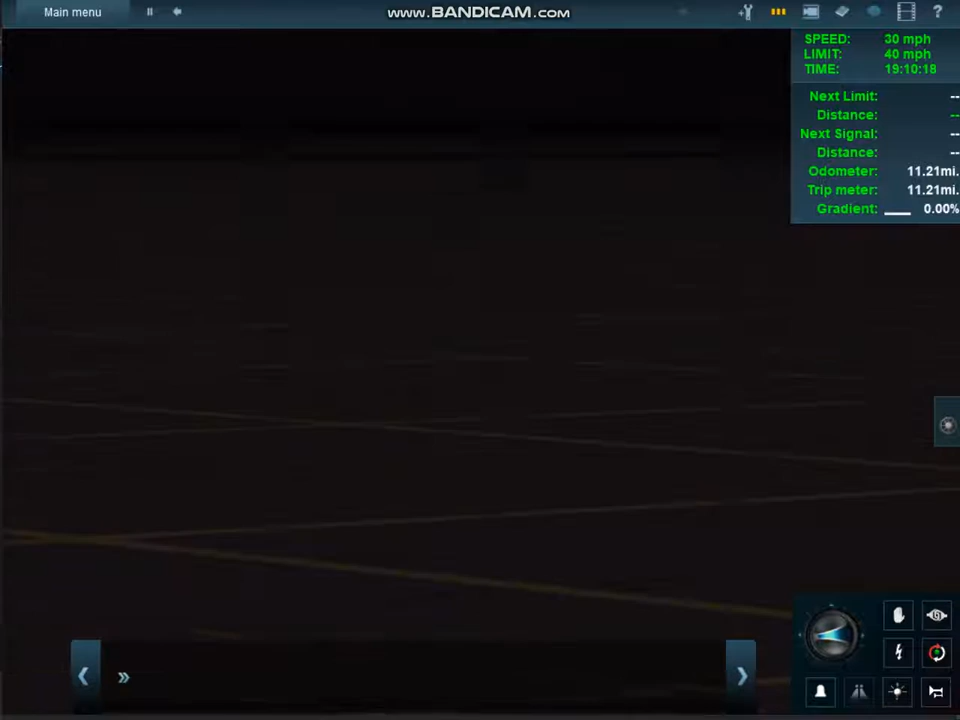 Main menu
www.BANDICAM.com
?
SPEED: 30 mph
LIMIT: 40 mph
TIME: 19:10:18
Next Limit: --
Distance: --
Next Signal: --
Distance: --
Odometer: 11.21mi.
Trip meter: 11.21mi.
Gradient: 0.00%